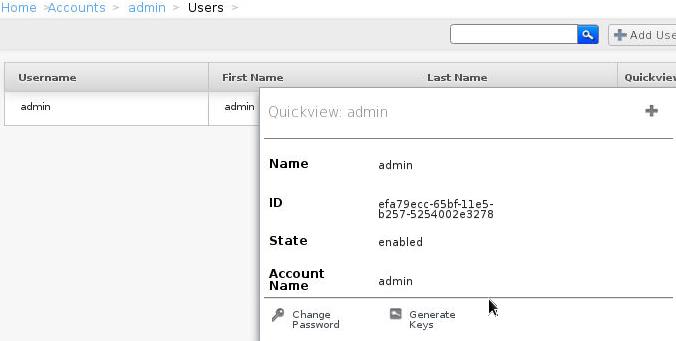 Home > Accounts > admin > Users >
Add Use
Username First Name Last Name Quickview
admin admin
Quickview: admin
Name admin
ID efa79ecc-65bf-11e5-
b257-5254002e3278
State enabled
Account
Name admin
Change
Password
Generate
Keys